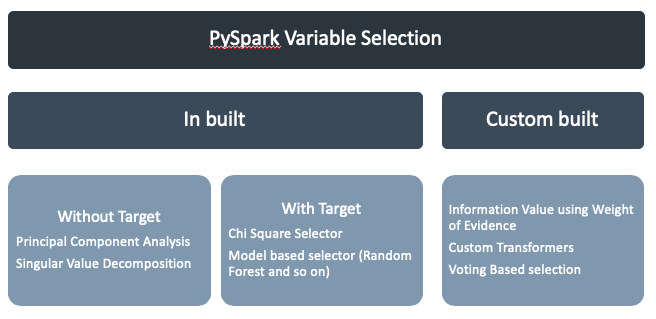 PySpark Variable Selection
In built
Custom built
Without Target
Principal Component Analysis
Singular Value Decomposition
With Target
Chi Square Selector
Model based selector (Random
Forest and so on)
Information Value using Weight
of Evidence
Custom Transformers
Voting Based selection